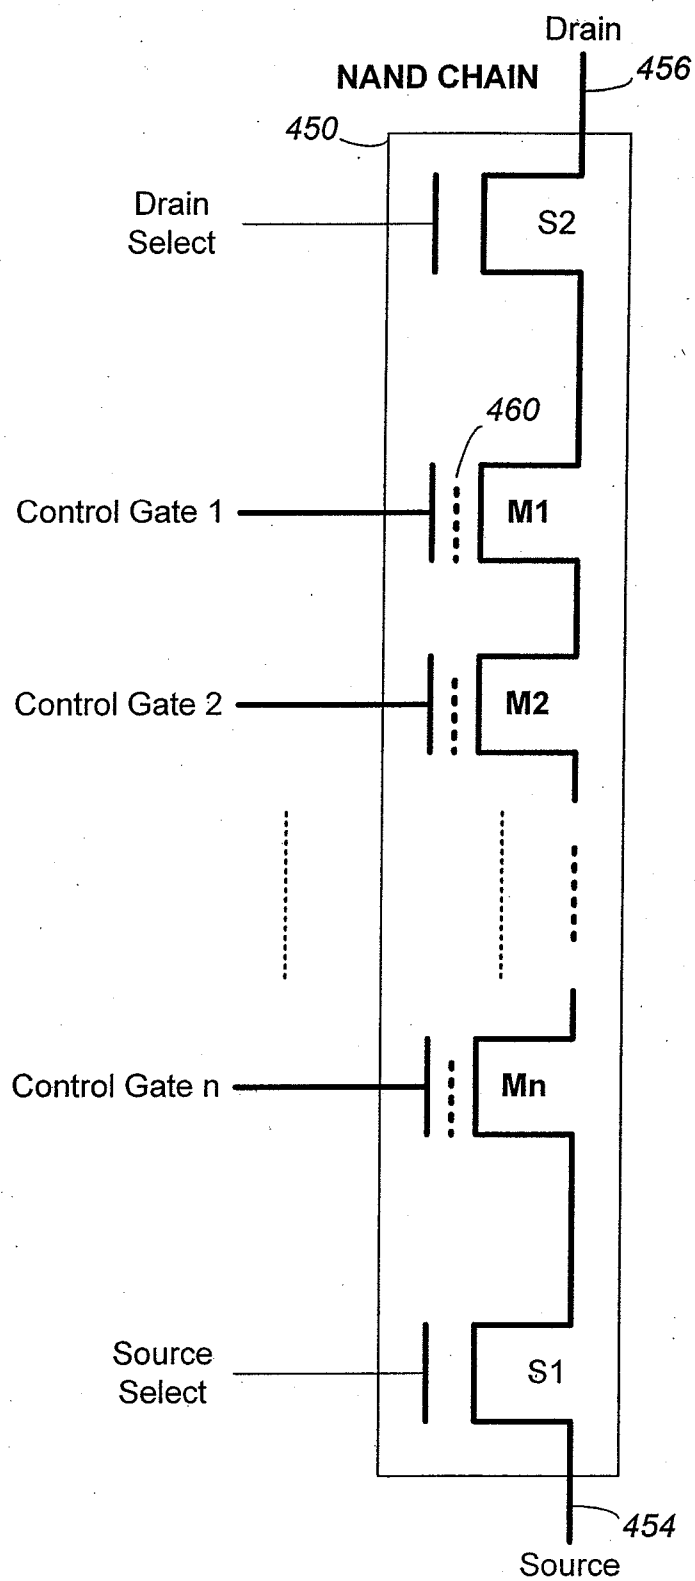 Drain
NAND CHAIN
456
450
Drain
Select
S2
460
Control Gate 1
M1
Control Gate 2
M2
Control Gate n
Mn
Source
Select
S1
454
Source